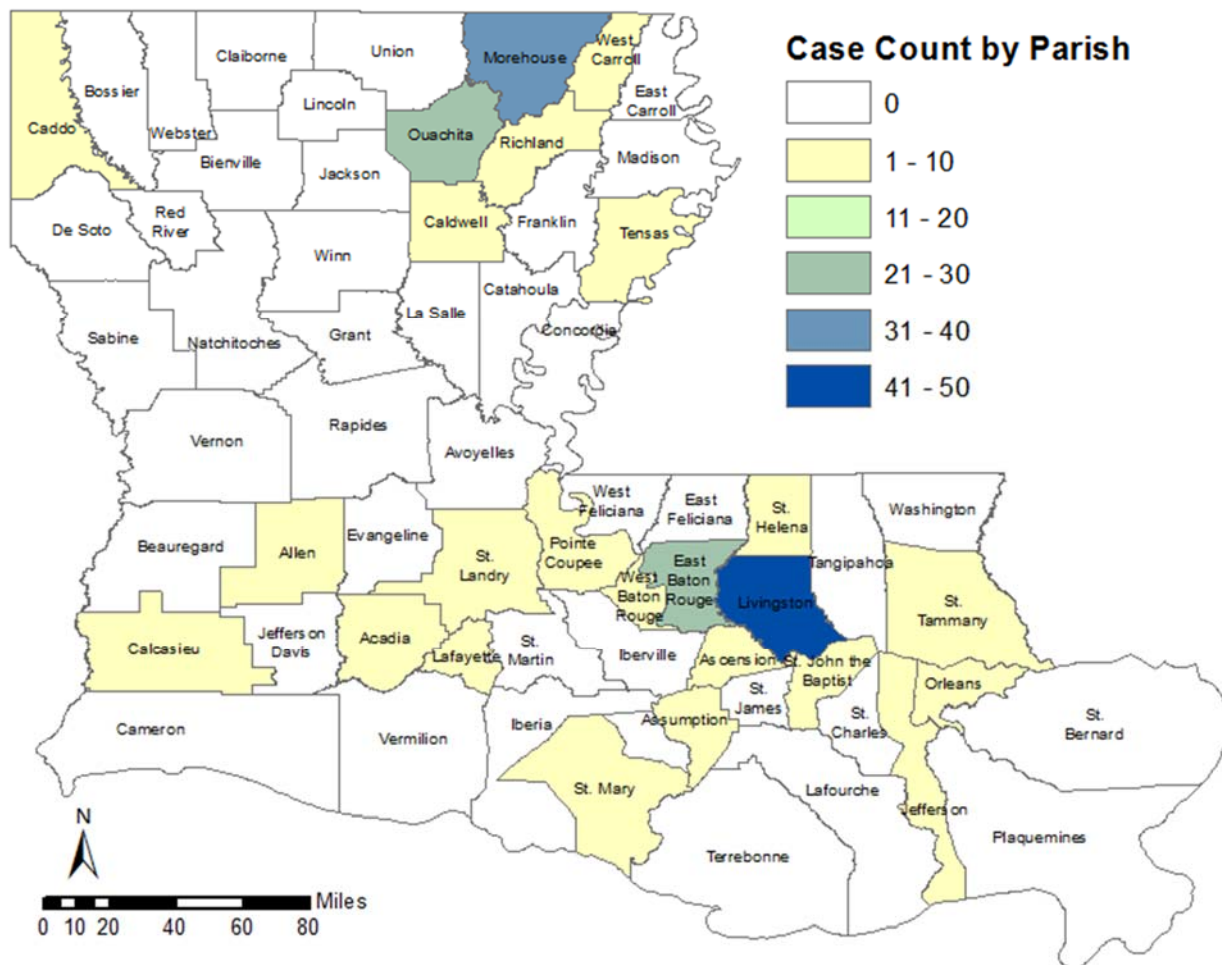 Case Count by Parish
0
1 - 10
11 - 20
21 - 30
31 - 40
41 - 50
Claiborne
Union
Morehouse
West
Carroll
East
Carroll
Bossier
Webster
Lincoln
Caddo
Ouachita
Richland
Madison
Bienville
Jackson
De Soto
Red
River
Caldwell
Franklin
Tensas
Winn
Catahoula
La Salle
Concordia
Sabine
Natchitoches
Grant
Vernon
Rapides
Avoyelles
West
Feliciana
East
Feliciana
St.
Helena
Washington
Beauregard
Allen
Evangeline
St.
Landry
Pointe
Coupee
West
Baton
Rouge
East
Baton
Rouge
Livingston
Tangipahoa
St.
Tammany
Calcasieu
Jefferson
Davis
Acadia
Lafayette
St.
Martin
Iberville
Ascension
St. John the
Baptist
Orleans
Cameron
Vermilion
Iberia
Assumption
St.
James
St.
Charles
St.
Bernard
St. Mary
Lafourche
Jefferson
Plaquemines
Terrebonne
N
Miles
0 10 20 40 60 80